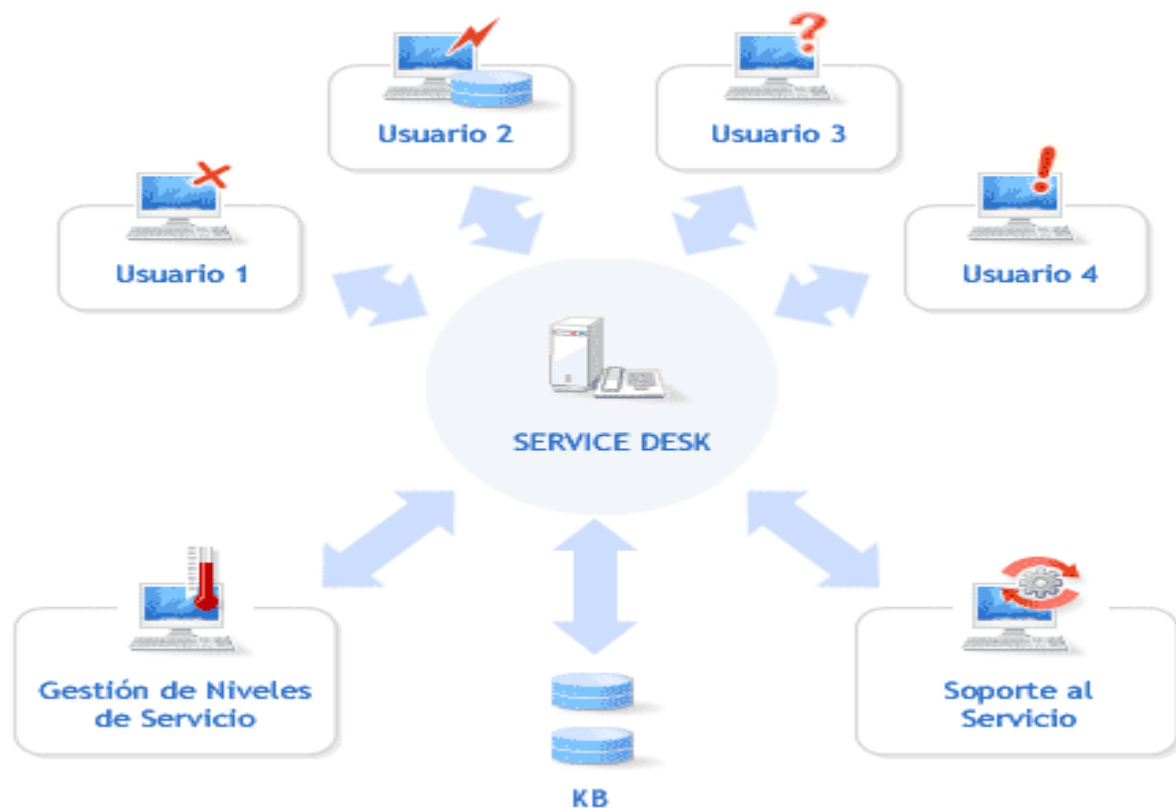 Usuario 2
Usuario 3
Usuario 1
Usuario 4
SERVICE DESK
Gestión de Niveles
de Servicio
Soporte al
Servicio
KB